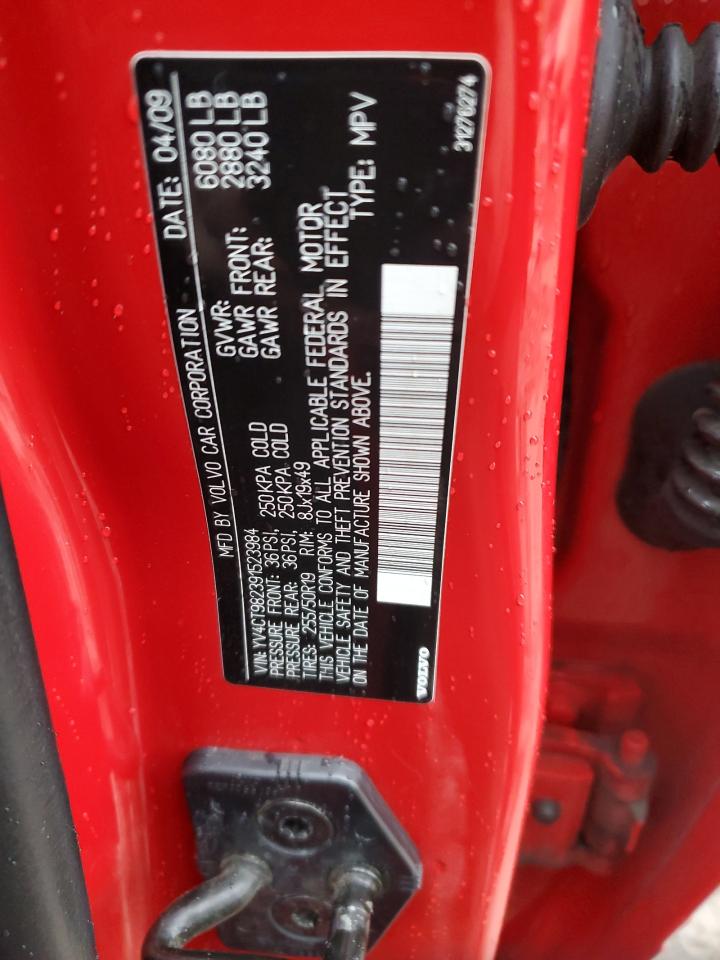 MFD BY VOLVO CAR CORPORATION DATE: 04/09
GVWR: 6080 LB
GAWR FRONT: 2880 LB
GAWR REAR: 3240 LB
VIN: YV4CT982391523984
PRESSURE FRONT: 36PSI, 250KPA COLD
PRESSURE REAR: 36PSI, 250KPA COLD
TIRES: 255/50R19 RIM: 8Jx19x49
THIS VEHICLE CONFORMS TO ALL APPLICABLE FEDERAL MOTOR
VEHICLE SAFETY AND THEFT PREVENTION STANDARDS IN EFFECT
ON THE DATE OF MANUFACTURE SHOWN ABOVE. TYPE: MPV
VOLVO 31276274